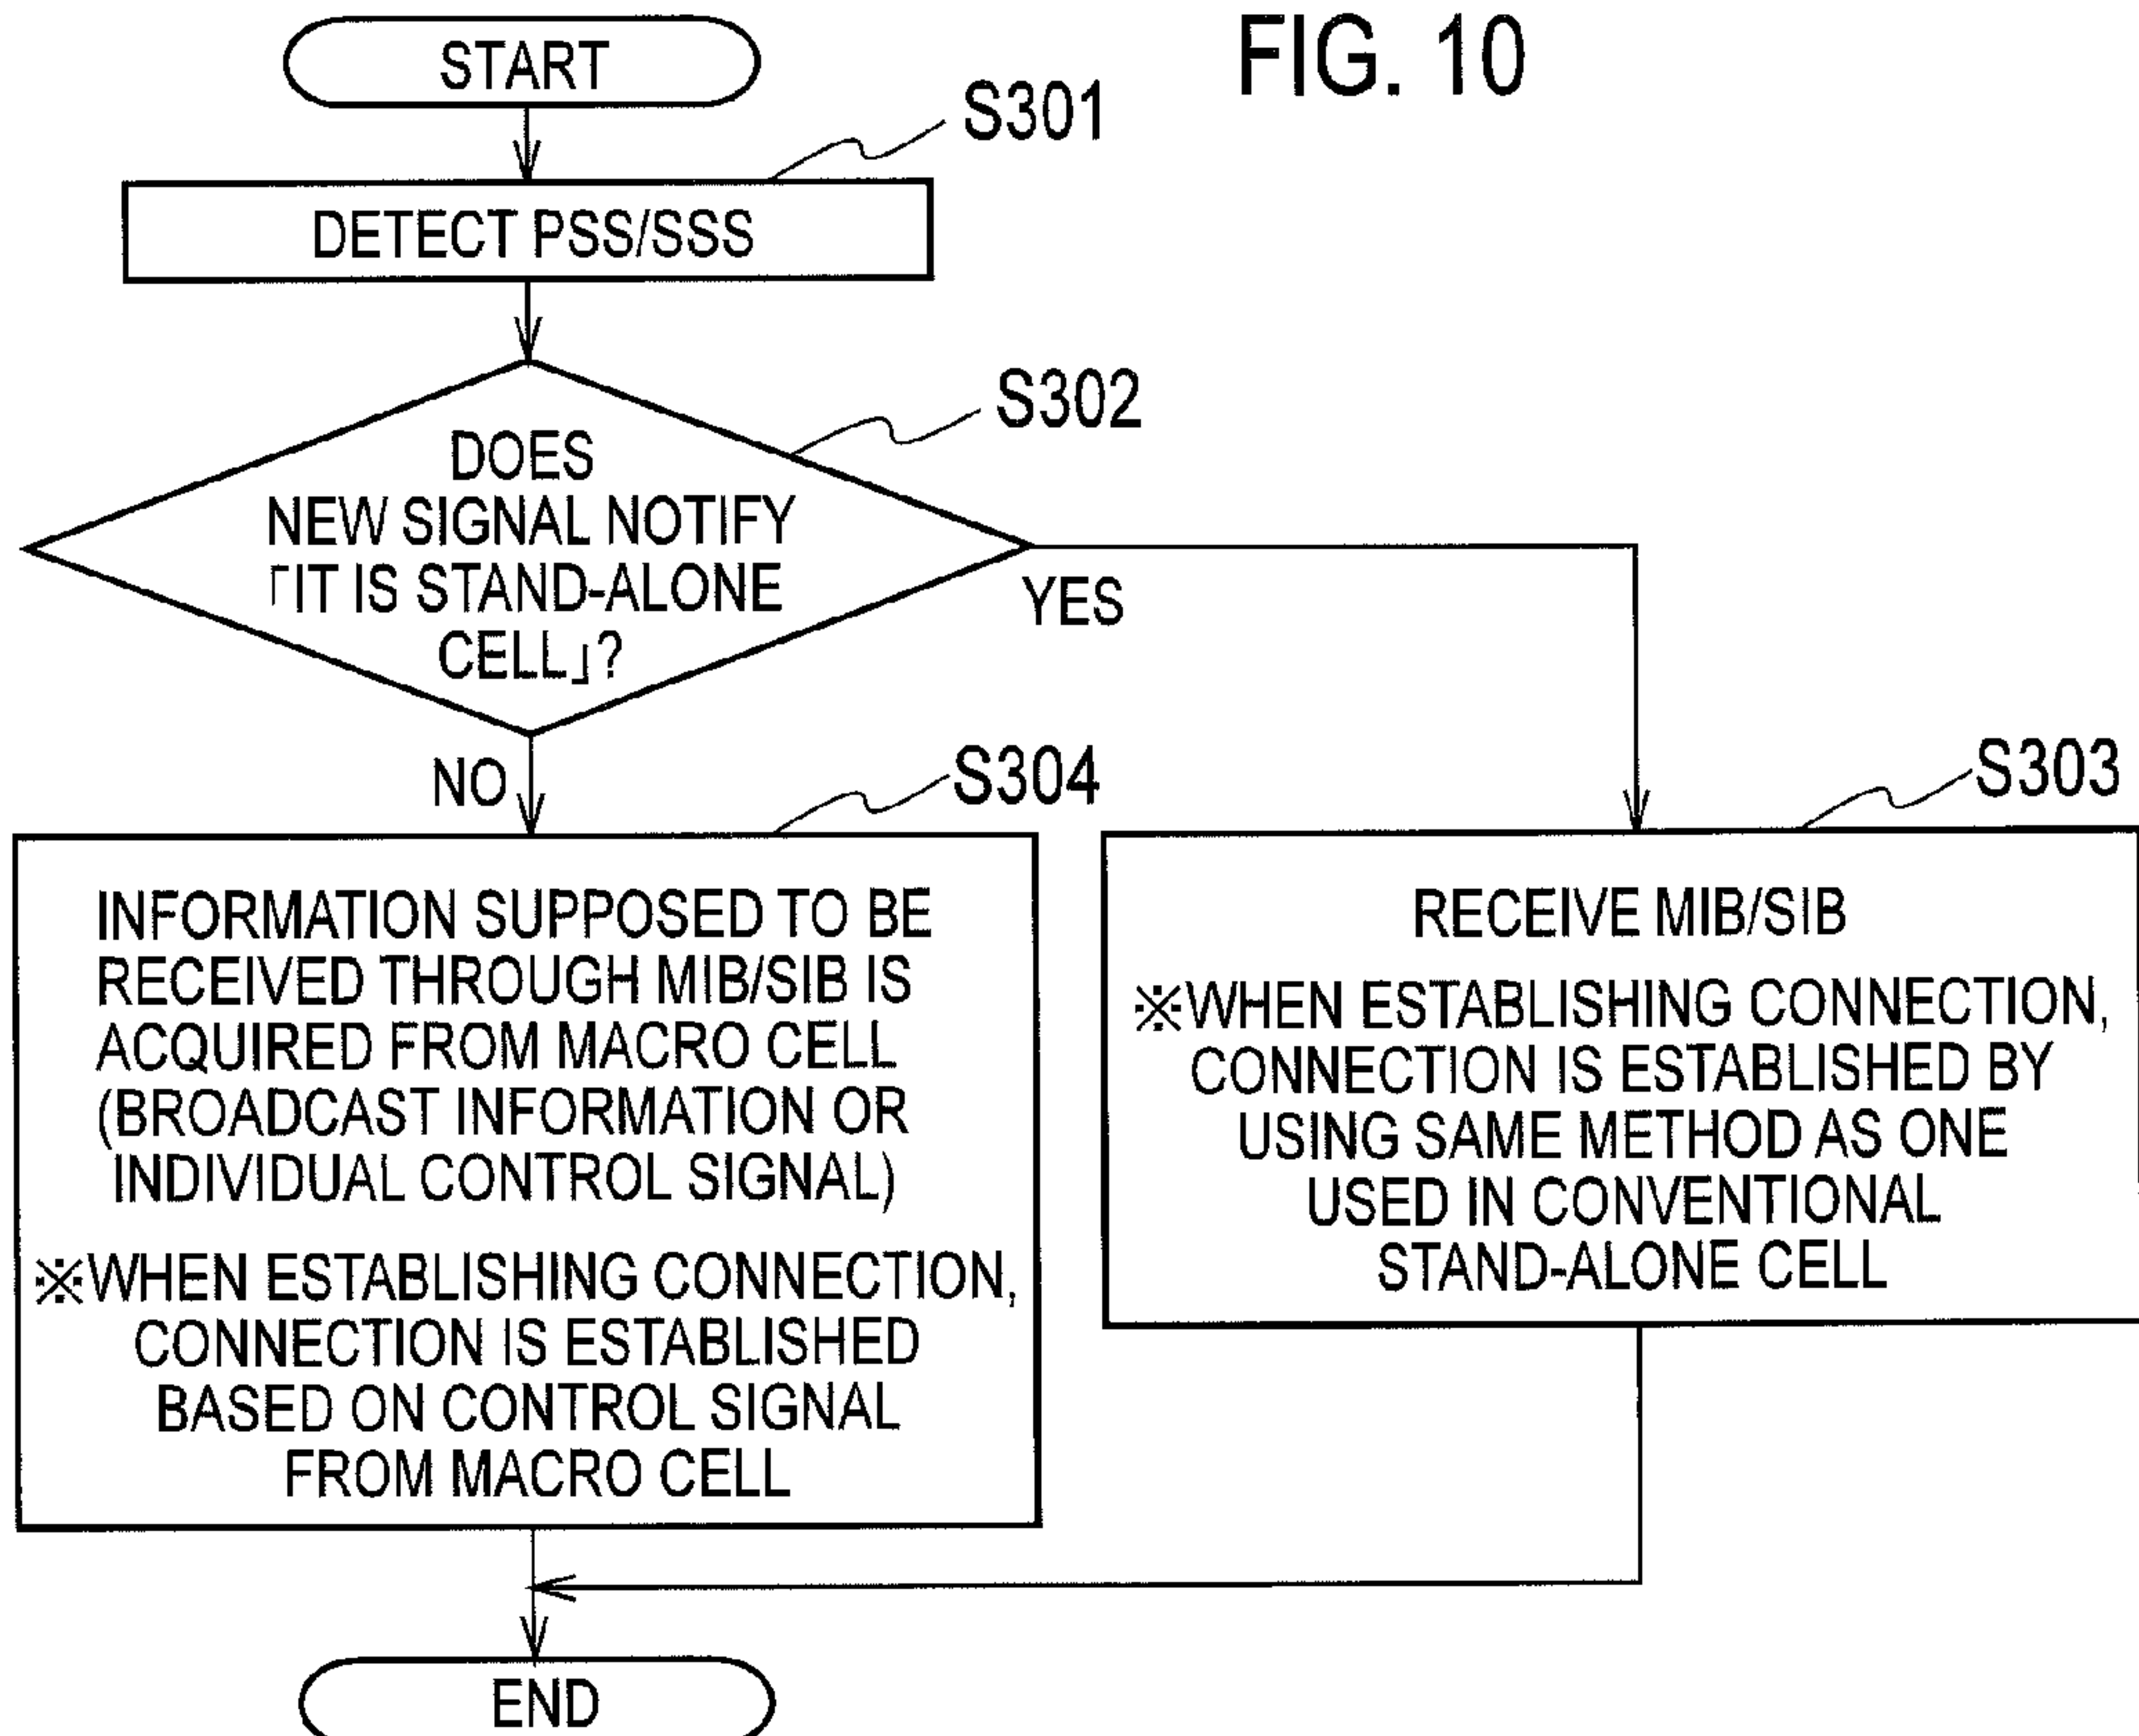 FIG. 10
START
S301
DETECT PSS/SSS
S302
DOES
NEW SIGNAL NOTIFY
「IT IS STAND-ALONE
CELL」?
YES
NO
S304
INFORMATION SUPPOSED TO BE
RECEIVED THROUGH MIB/SIB IS
ACQUIRED FROM MACRO CELL
(BROADCAST INFORMATION OR
INDIVIDUAL CONTROL SIGNAL)
※WHEN ESTABLISHING CONNECTION,
CONNECTION IS ESTABLISHED
BASED ON CONTROL SIGNAL
FROM MACRO CELL
S303
RECEIVE MIB/SIB
※WHEN ESTABLISHING CONNECTION,
CONNECTION IS ESTABLISHED BY
USING SAME METHOD AS ONE
USED IN CONVENTIONAL
STAND-ALONE CELL
END